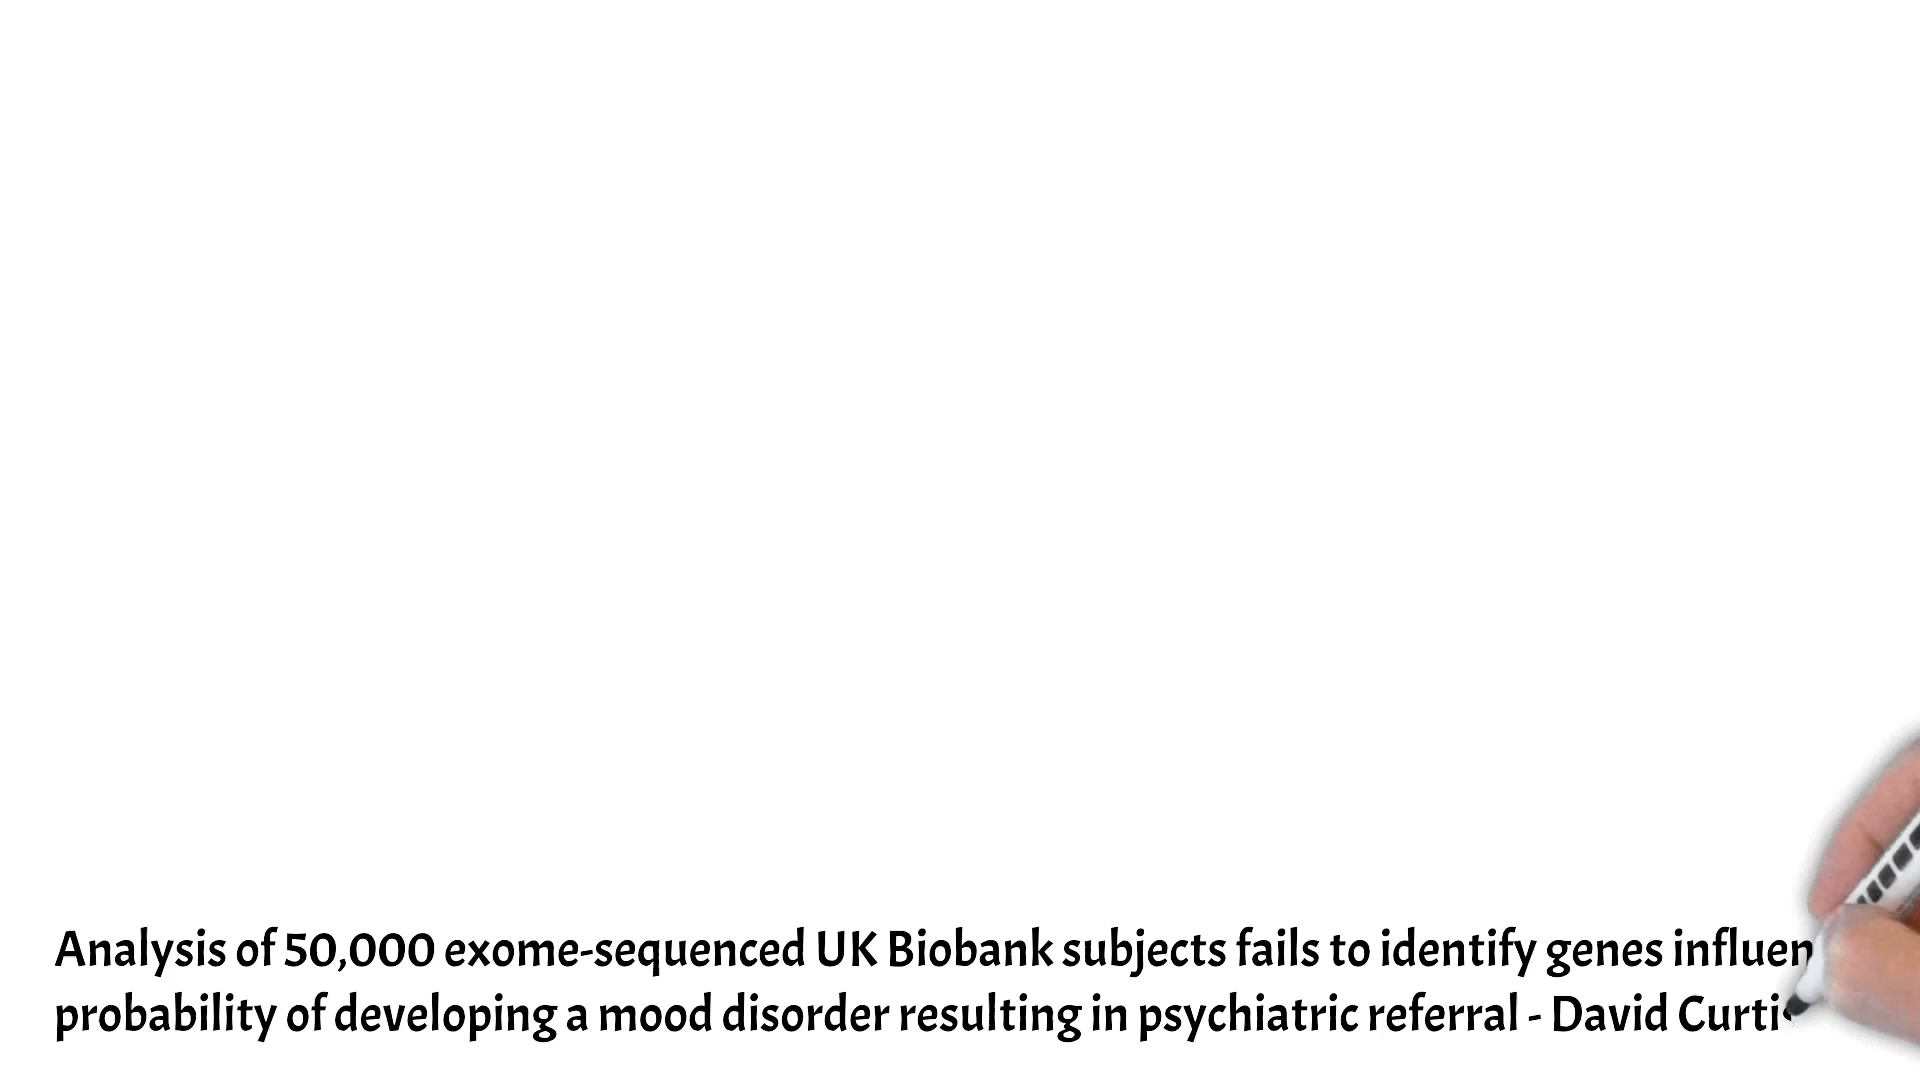 Analysis of 50,000 exome-sequenced UK Biobank subjects fails to identify genes influen
probability of developing a mood disorder resulting in psychiatric referral - David Curti